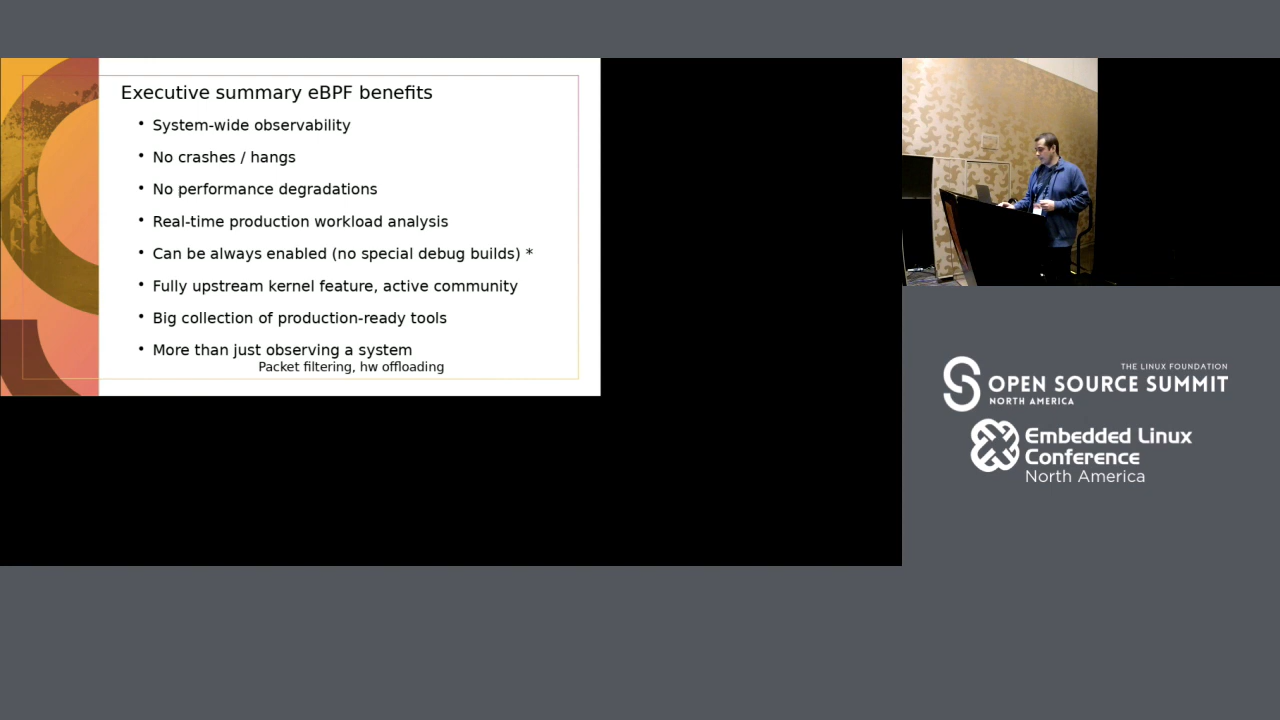 Executive summary eBPF benefits
• System-wide observability
• No crashes / hangs
• No performance degradations
• Real-time production workload analysis
• Can be always enabled (no special debug builds) *
• Fully upstream kernel feature, active community
• Big collection of production-ready tools
• More than just observing a system
Packet filtering, hw offloading
THE LINUX FOUNDATION
OPEN SOURCE SUMMIT
NORTH AMERICA
Embedded Linux
Conference
North America